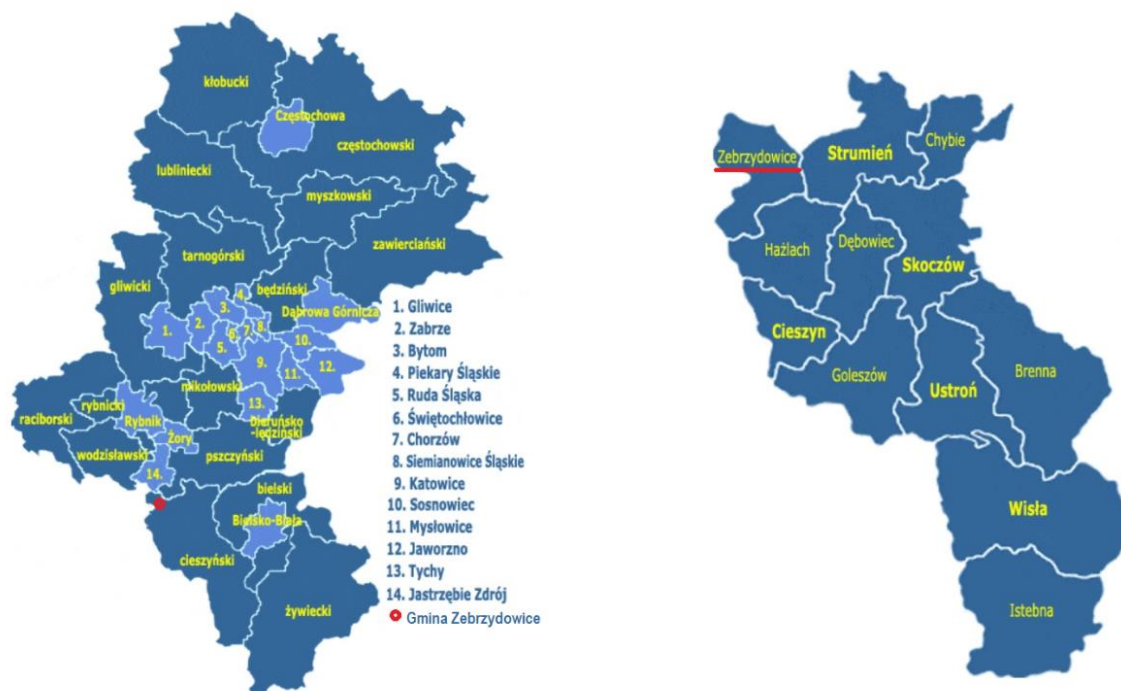 kłobucki
Częstochowa
częstochowski
lubliniecki
myszkowski
zawierciański
tarnogórski
gliwicki
będziński
Dąbrowa Górnicza
1.
2.
3.
4.
5.
6.
7.
8.
9.
10.
11.
12.
mikołowski
13.
bieruńsko
-lędziński
rybnicki
raciborski
Rybnik
Żory
wodzisławski
pszczyński
14.
bielski
Bielsko-Biała
cieszyński
żywiecki
1. Gliwice
2. Zabrze
3. Bytom
4. Piekary Śląskie
5. Ruda Śląska
6. Świętochłowice
7. Chorzów
8. Siemianowice Śląskie
9. Katowice
10. Sosnowiec
11. Mysłowice
12. Jaworzno
13. Tychy
14. Jastrzębie Zdrój
Gmina Zebrzydowice
Zebrzydowice
Strumień
Chybie
Hażlach
Dębowiec
Skoczów
Cieszyn
Goleszów
Ustroń
Brenna
Wisła
Istebna